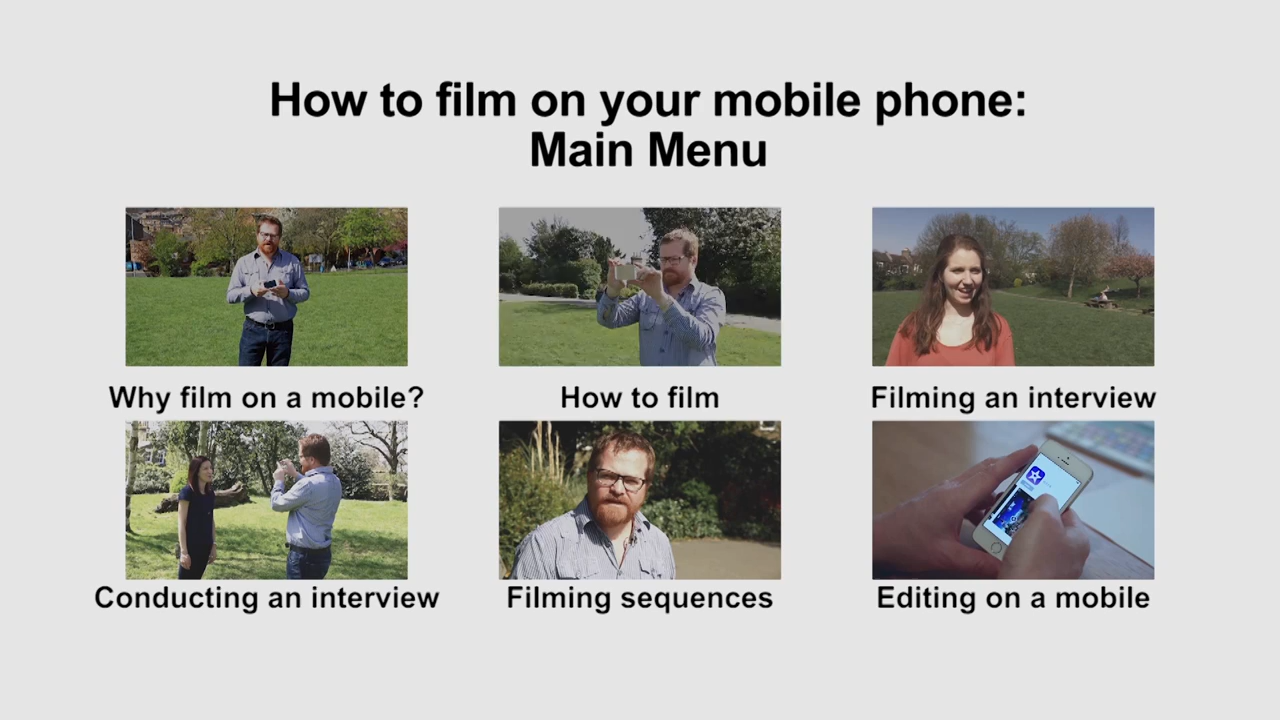 How to film on your mobile phone:
Main Menu
Why film on a mobile?
How to film
Filming an interview
Conducting an interview
Filming sequences
Editing on a mobile